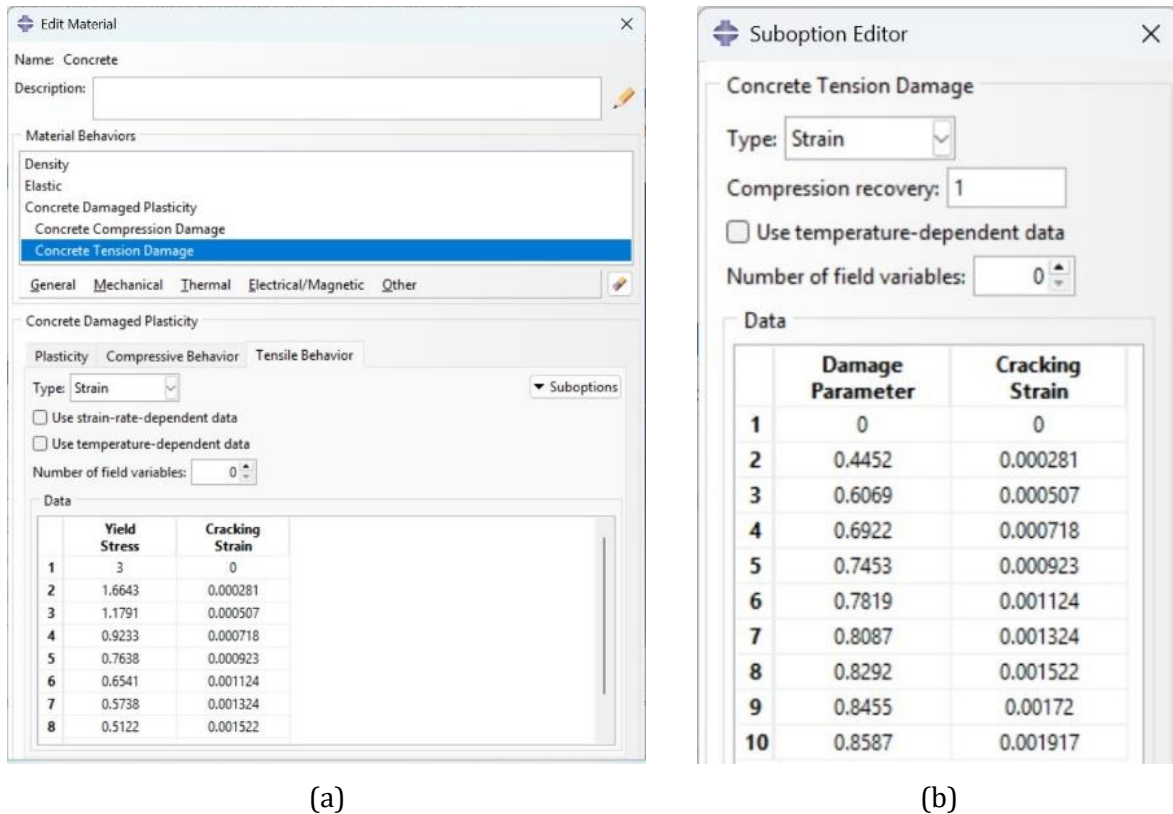 Edit Material
Name: Concrete
Description:
Material Behaviors
Density
Elastic
Concrete Damaged Plasticity
Concrete Compression Damage
Concrete Tension Damage
General Mechanical Thermal Electrical/Magnetic Other
Concrete Damaged Plasticity
Plasticity Compressive Behavior Tensile Behavior
Type: Strain Suboptions
Use strain-rate-dependent data
Use temperature-dependent data
Number of field variables: 0
Data
Yield Stress Cracking Strain
1 3 0
2 1.6643 0.000281
3 1.1791 0.000507
4 0.9233 0.000718
5 0.7638 0.000923
6 0.6541 0.001124
7 0.5738 0.001324
8 0.5122 0.001522
(a)
Suboption Editor
Concrete Tension Damage
Type: Strain
Compression recovery: 1
Use temperature-dependent data
Number of field variables: 0
Data
Damage Parameter Cracking Strain
1 0 0
2 0.4452 0.000281
3 0.6069 0.000507
4 0.6922 0.000718
5 0.7453 0.000923
6 0.7819 0.001124
7 0.8087 0.001324
8 0.8292 0.001522
9 0.8455 0.00172
10 0.8587 0.001917
(b)